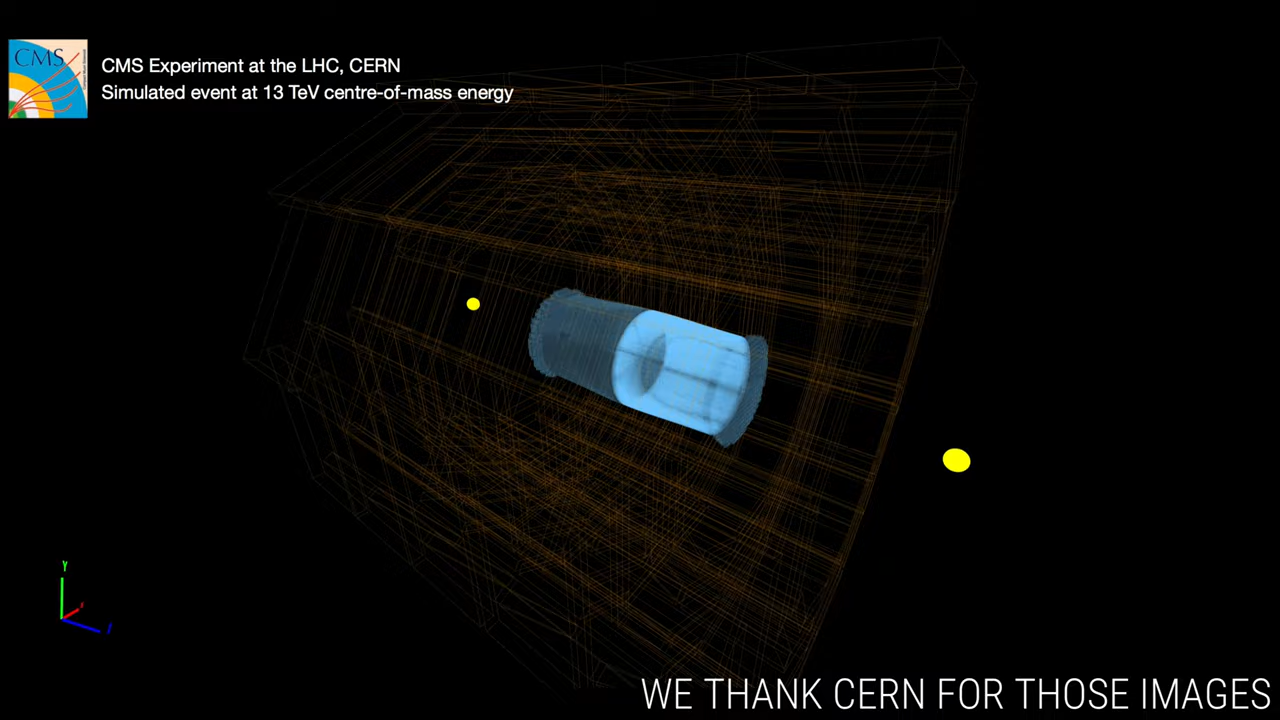 CMS
CMS Experiment at the LHC, CERN
Simulated event at 13 TeV centre-of-mass energy
Y
WE THANK CERN FOR THOSE IMAGES